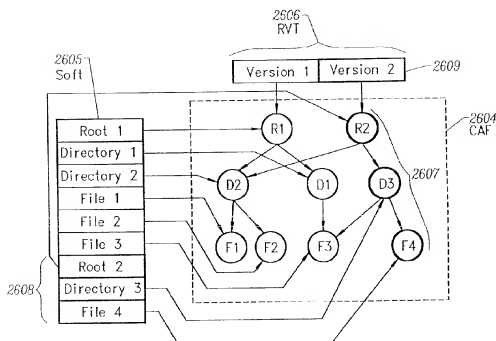 2606
RVT
2605
Soft
Version 1 Version 2 2609
2604
CAF
Root 1 R1 R2
Directory 1
Directory 2 D2 D1 D3 2607
File 1
File 2 F1 F2 F3 F4
File 3
Root 2
2608 Directory 3
File 4